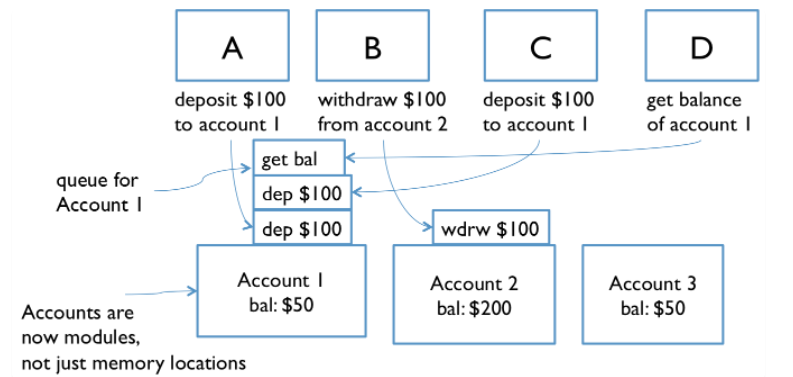 A
B
C
D
deposit $100
to account 1
withdraw $100
from account 2
deposit $100
to account 1
get balance
of account 1
queue for
Account 1
get bal
dep $100
dep $100
wdrw $100
Account 1
bal: $50
Account 2
bal: $200
Account 3
bal: $50
Accounts are
now modules,
not just memory locations